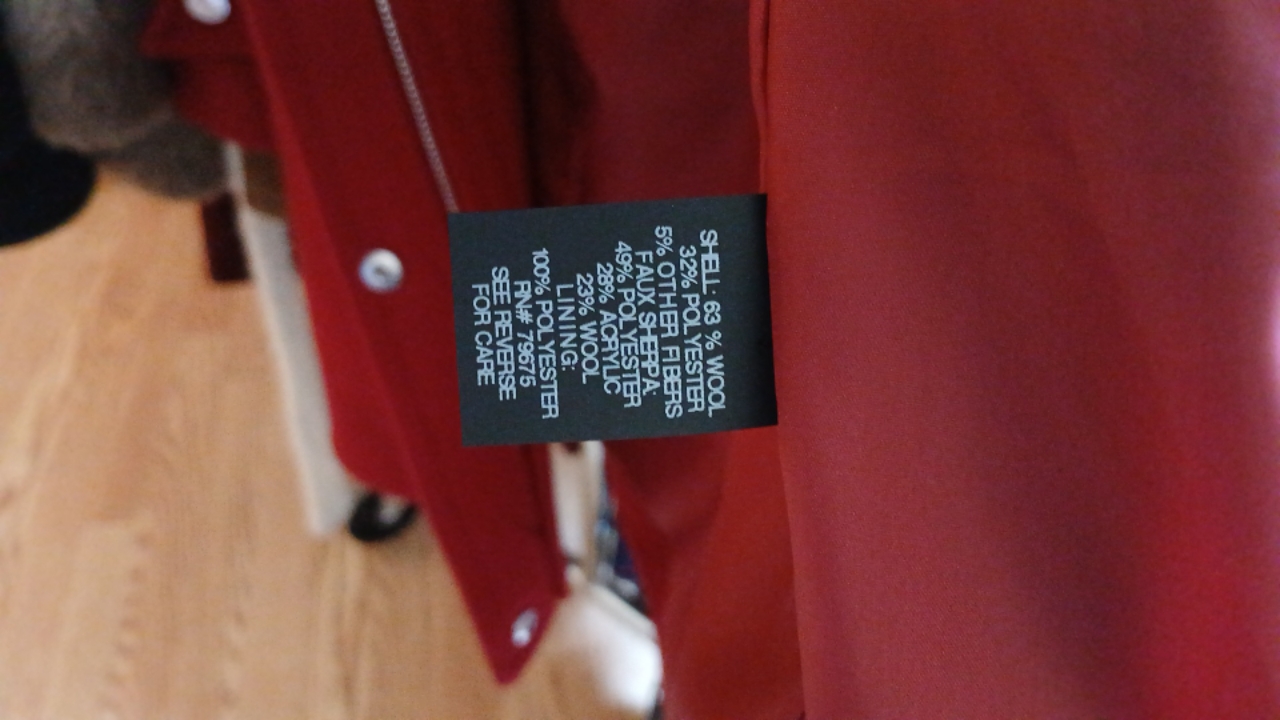 SHELL: 63 % WOOL
32% POLYESTER
5% OTHER FIBERS
FAUX SHERPA:
49% POLYESTER
28% ACRYLIC
23% WOOL
LINING:
100% POLYESTER
RN# 79675
SEE REVERSE
FOR CARE